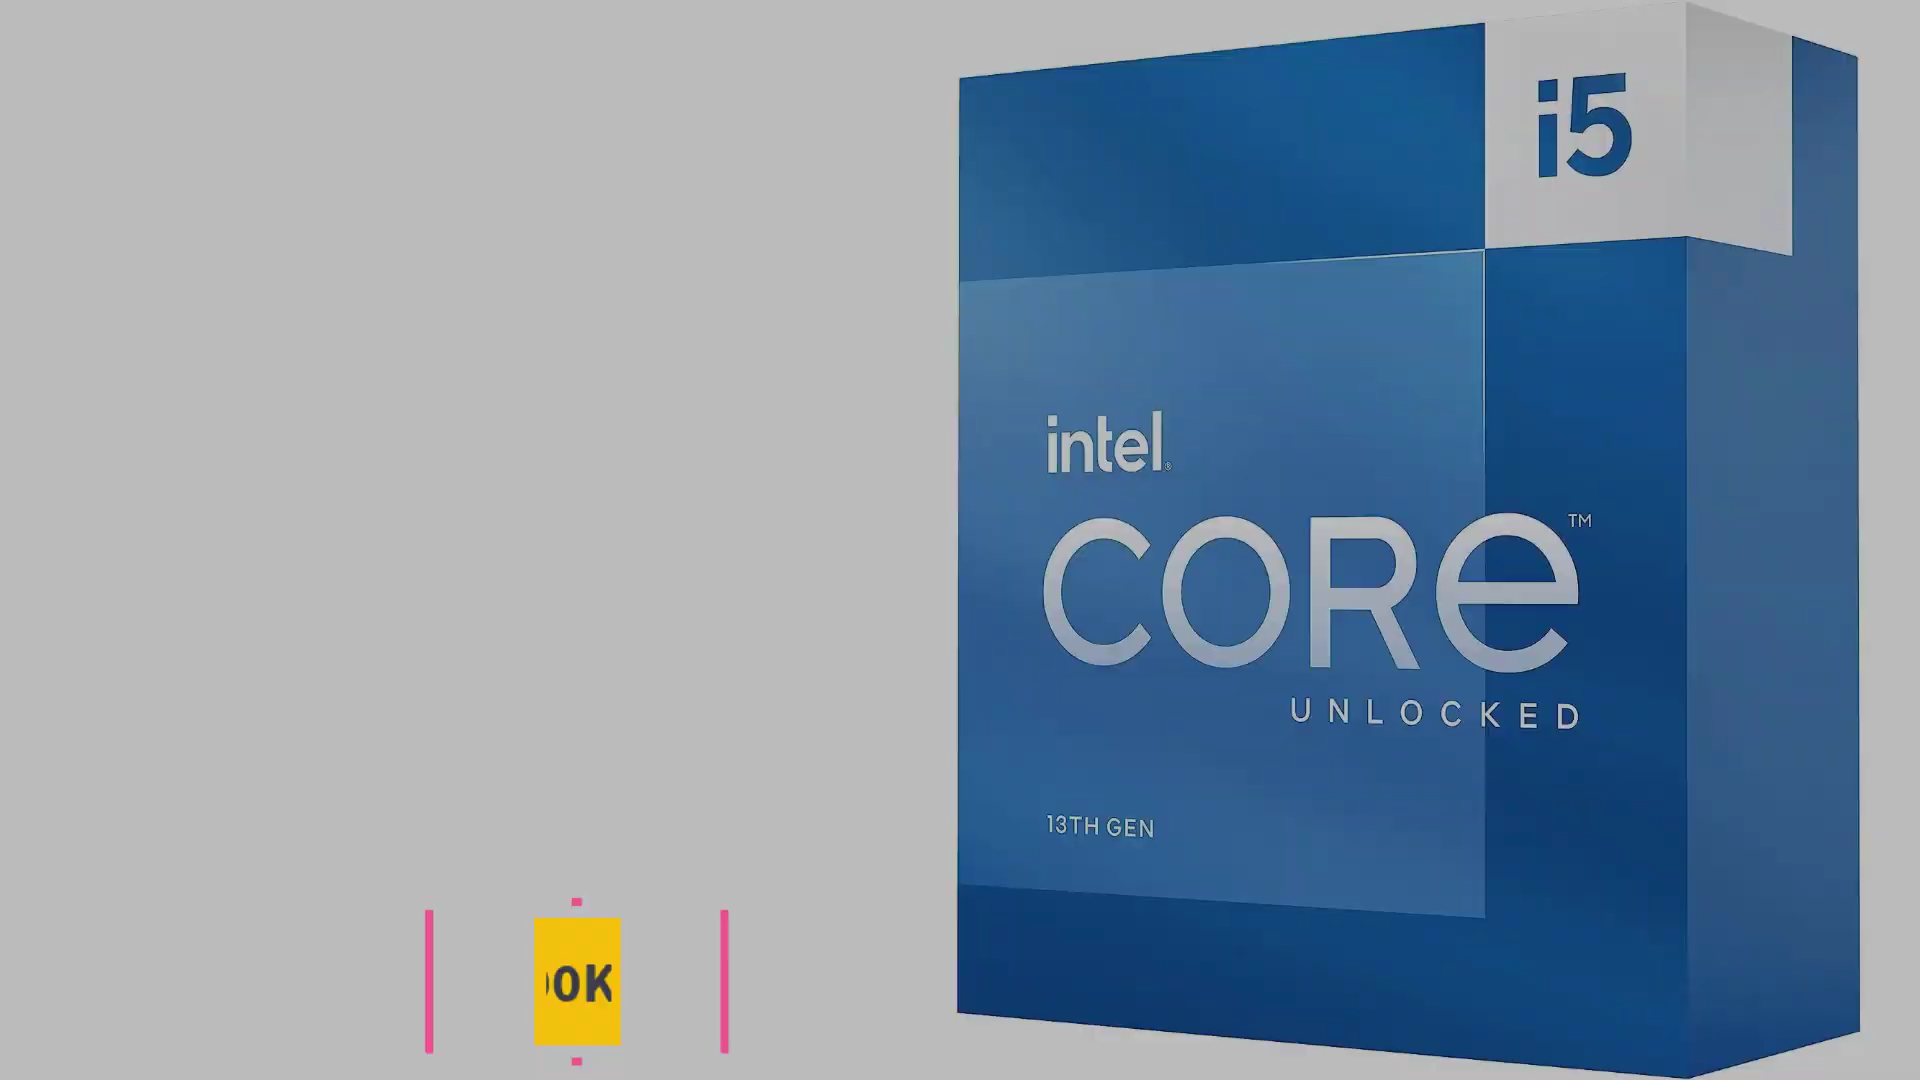 i5
intel®
CORe™
UNLOCKED
13TH GEN
0K